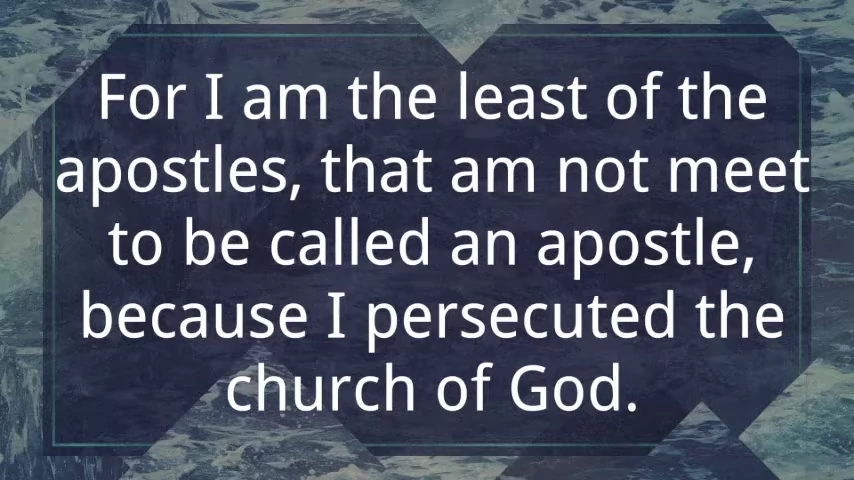 For I am the least of the
apostles, that am not meet
to be called an apostle,
because I persecuted the
church of God.